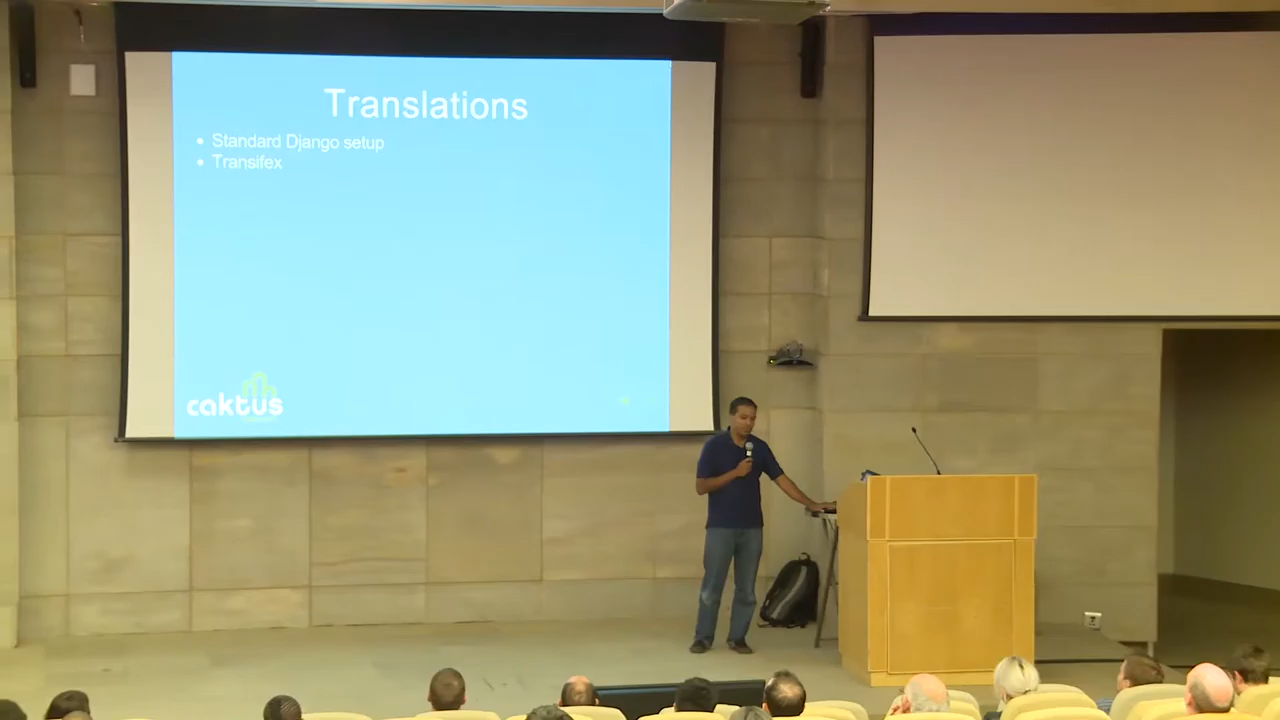 Translations
• Standard Django setup
• Transifex
caktus